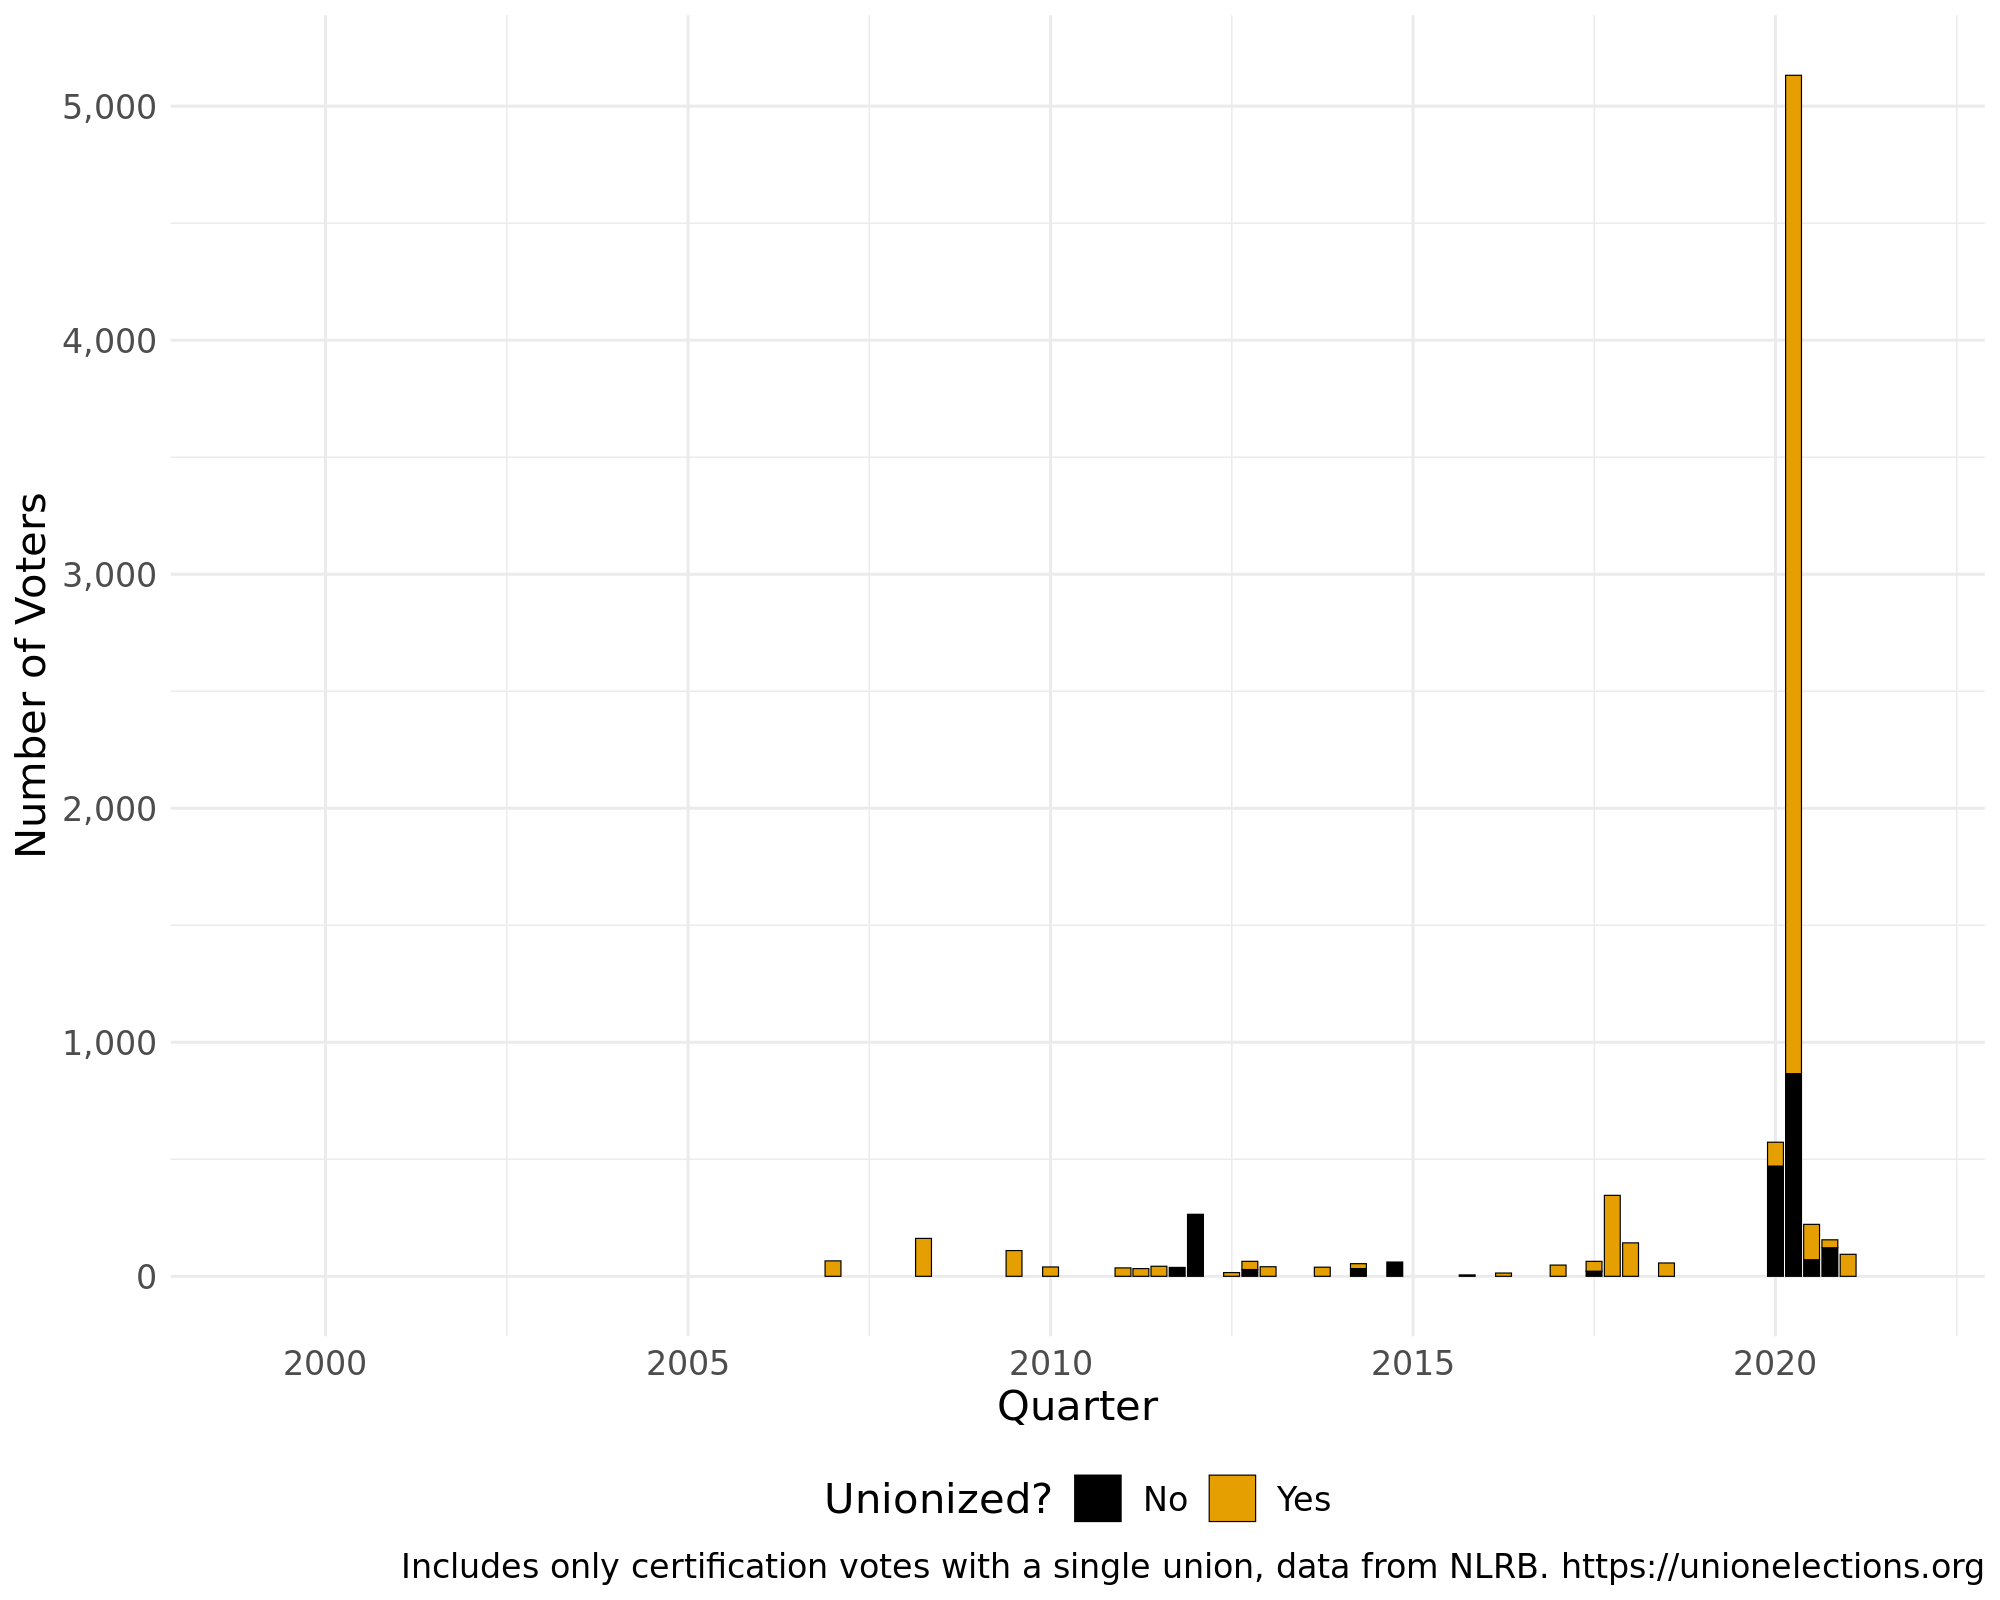 5,000
4,000
3,000
2,000
1,000
0
Number of Voters
2000 2005 2010 2015 2020
Quarter
Unionized? No Yes
Includes only certification votes with a single union, data from NLRB. https://unionelections.org